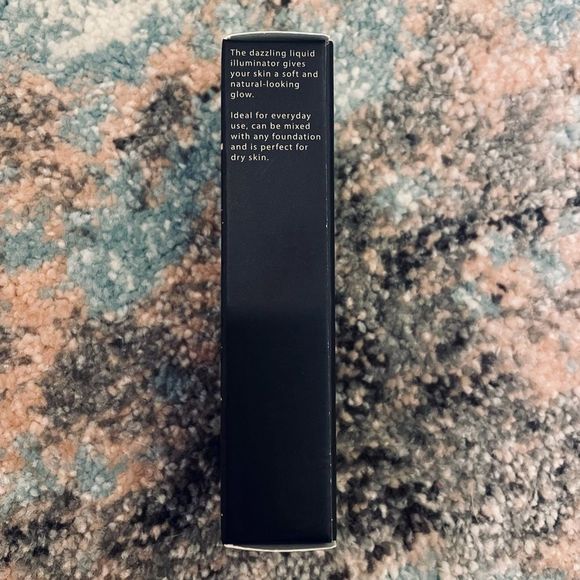 The dazzling liquid
illuminator gives
your skin a soft and
natural-looking
glow.
Ideal for everyday
use, can be mixed
with any foundation
and is perfect for
dry skin.